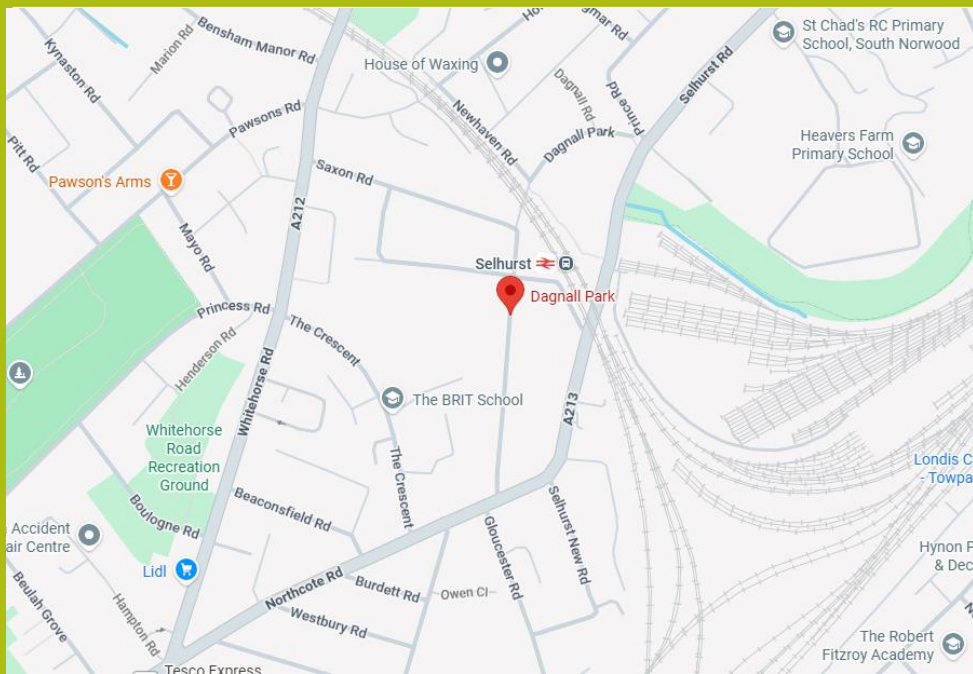 Bensham Manor Rd
Marion Rd
Kynaston Rd
House of Waxing
Prince Rd
Dagnall Rd
Selhurst Rd
St Chad's RC Primary
School, South Norwood
Pawsons Rd
Newhaven Rd
Dagnall Park
Heavers Farm
Primary School
Pitt Rd
Saxon Rd
Pawson's Arms
A212
Mayo Rd
Selhurst
Dagnall Park
Princess Rd
The Crescent
Henderson Rd
Whitehorse Rd
The BRIT School
A213
Whitehorse
Road
Recreation
Ground
The Crescent
Londis
- Towpa
Beaconsfield Rd
Selhurst New Rd
Boulogne Rd
Gloucester Rd
Accident
air Centre
Hynon
& Dec
Lidl
Northcote Rd
Burdett Rd
Owen Cl
Beulah Grove
Hampton Rd
Westbury Rd
The Robert
Fitzroy Academy
Tesco Express